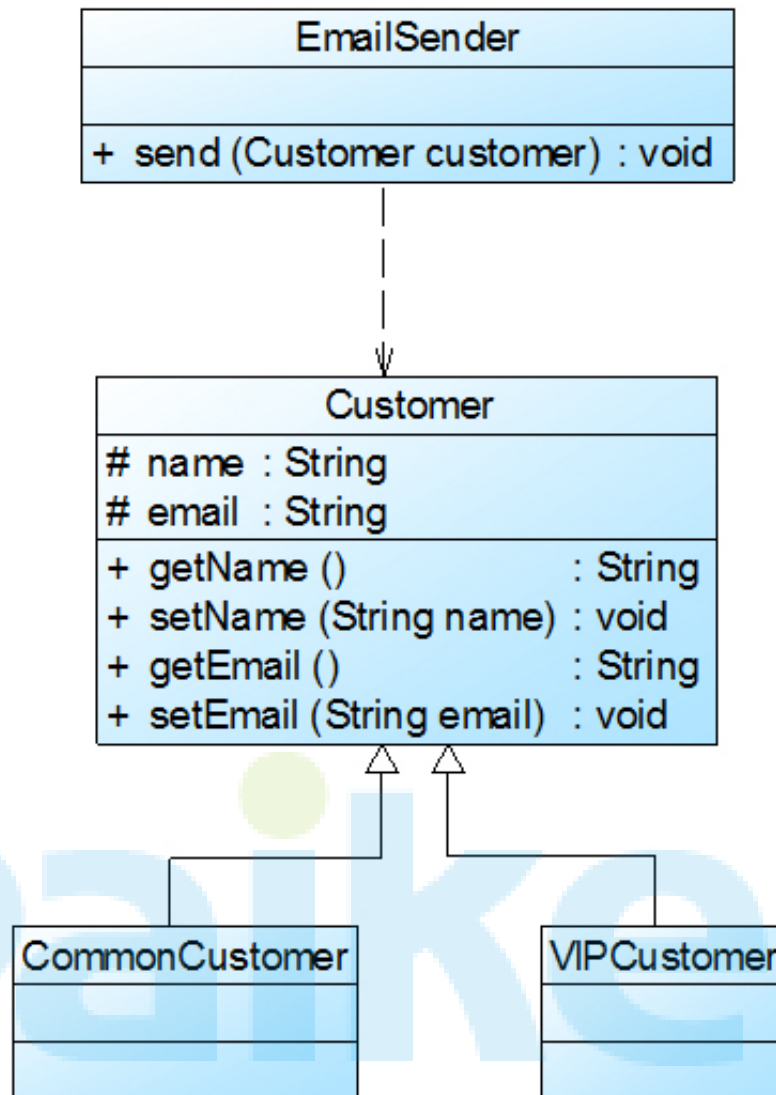 EmailSender
+ send (Customer customer) : void
Customer
# name : String
# email : String
+ getName () : String
+ setName (String name) : void
+ getEmail () : String
+ setEmail (String email) : void
CommonCustomer
VIPCustomer
aike